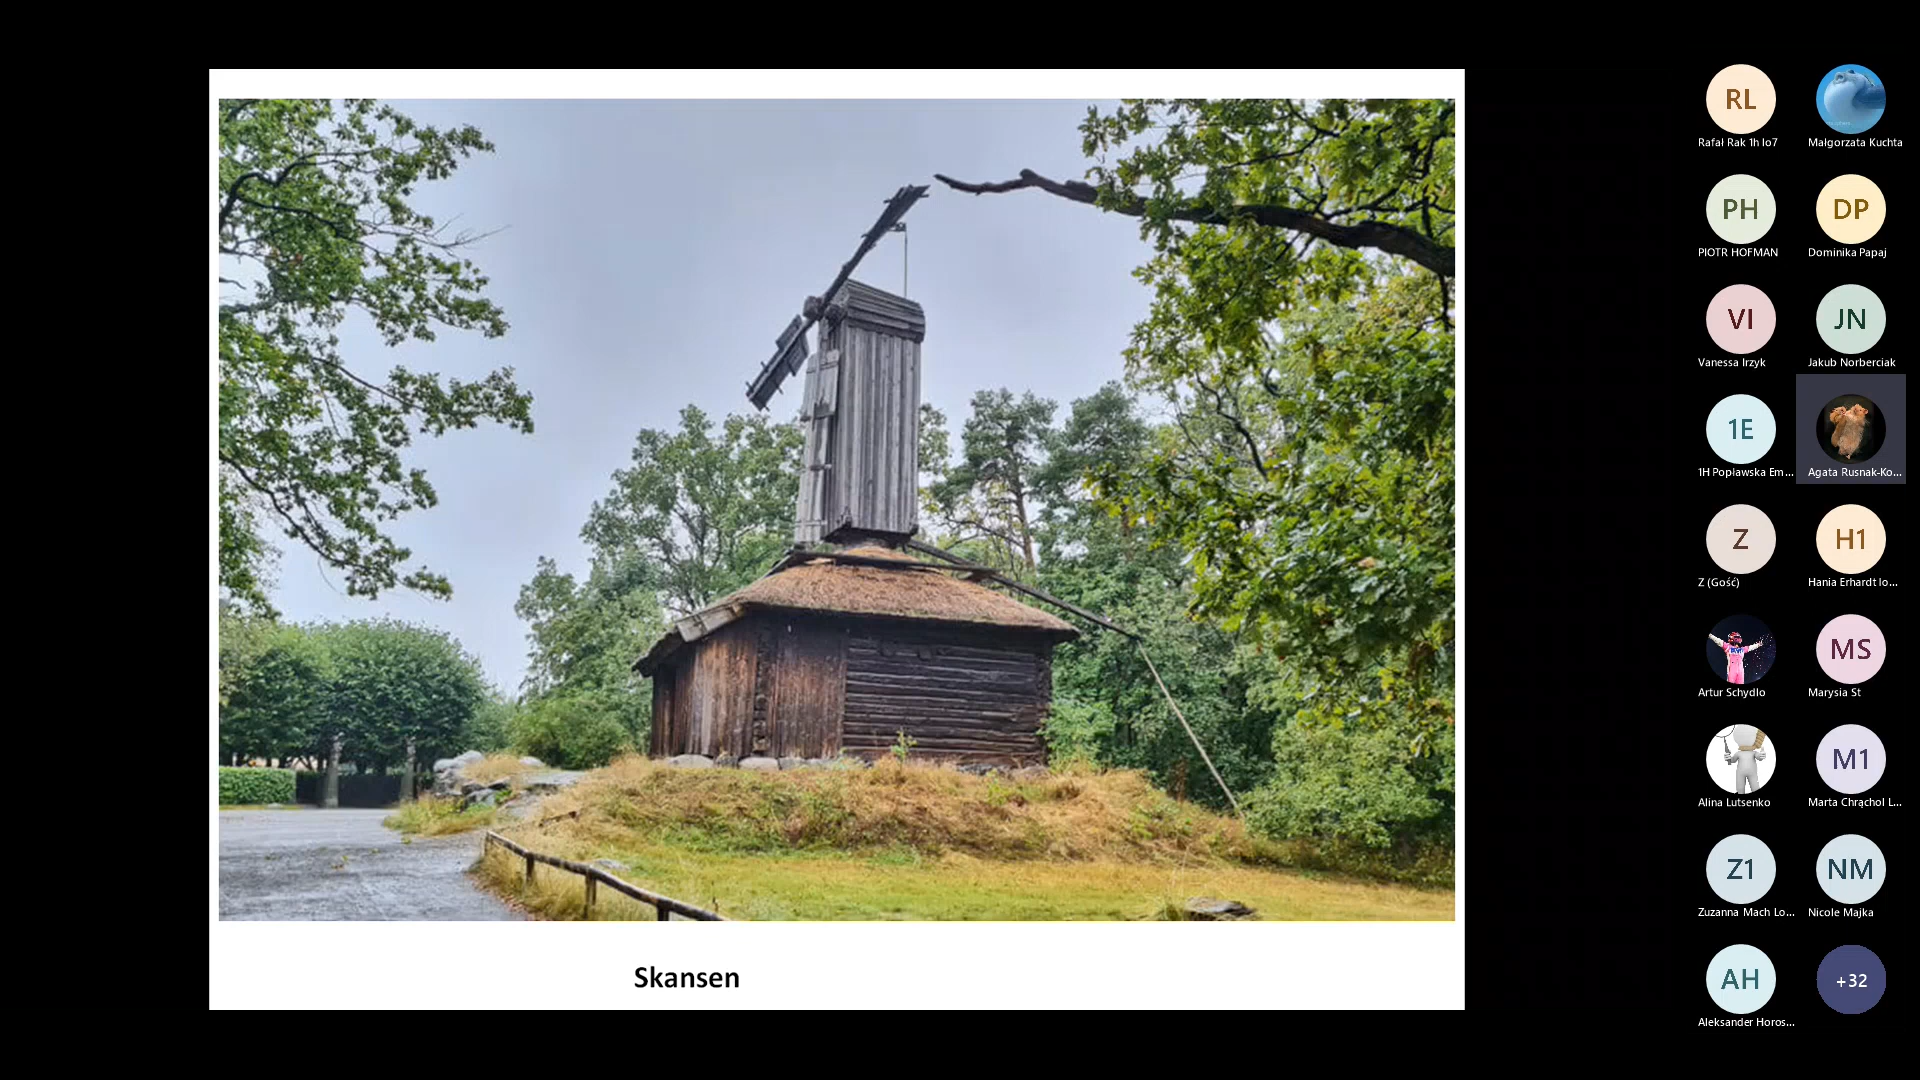 Skansen
RL
Rafał Rak 1h lo7
Małgorzata Kuchta
PH
PIOTR HOFMAN
DP
Dominika Papaj
VI
Vanessa Irzyk
JN
Jakub Norberciak
1E
1H Popławska Em...
Agata Rusnak-Ko...
Z
Z (Gość)
H1
Hania Erhardt lo...
Artur Schydlo
MS
Marysia St
Alina Lutsenko
M1
Marta Chrąchol L...
Z1
Zuzanna Mach Lo...
NM
Nicole Majka
AH
Aleksander Horos...
+32